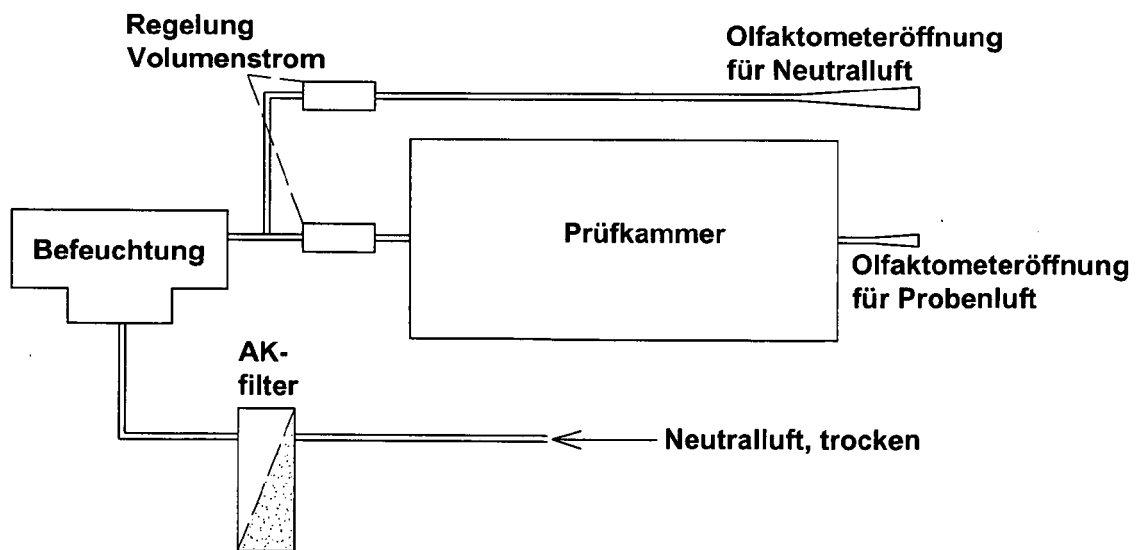 Regelung
Volumenstrom
Olfaktometeröffnung
für Neutralluft
Befeuchtung
Prüfkammer
Olfaktometeröffnung
für Probenluft
AK-
filter
Neutralluft, trocken